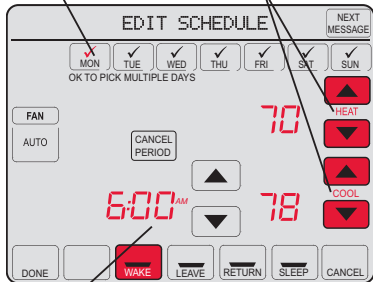 EDIT SCHEDULE
NEXT
MESSAGE
MON TUE WED THU FRI SAT SUN
OK TO PICK MULTIPLE DAYS
FAN
AUTO
CANCEL
PERIOD
70
HEAT
6:00 AM
78
COOL
DONE WAKE LEAVE RETURN SLEEP CANCEL